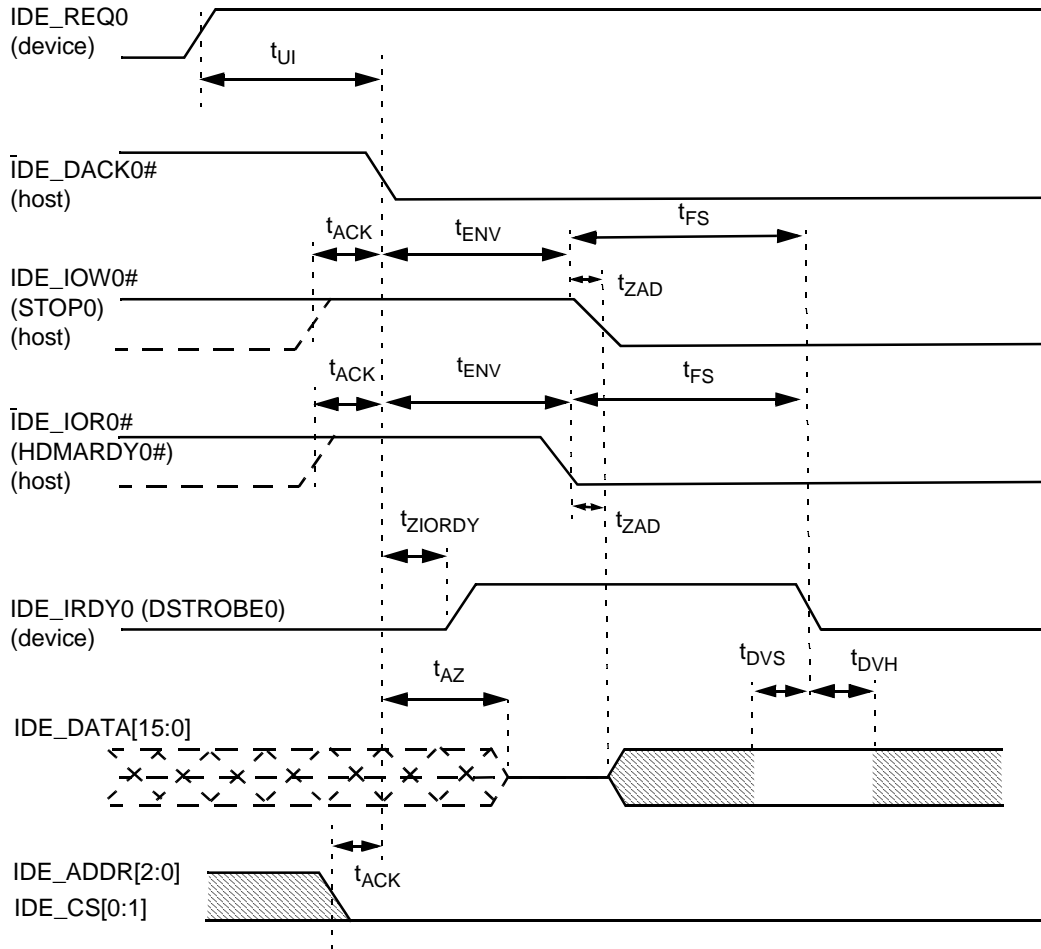 IDE_REQ0
(device)
tUI
IDE_DACK0#
(host)
tACK
tENV
tFS
IDE_IOW0#
(STOP0)
(host)
tZAD
tACK
tENV
tFS
IDE_IOR0#
(HDMARDY0#)
(host)
tZIORDY
tZAD
IDE_IRDY0 (DSTROBE0)
(device)
tDVS
tDVH
tAZ
IDE_DATA[15:0]
IDE_ADDR[2:0]
tACK
IDE_CS[0:1]